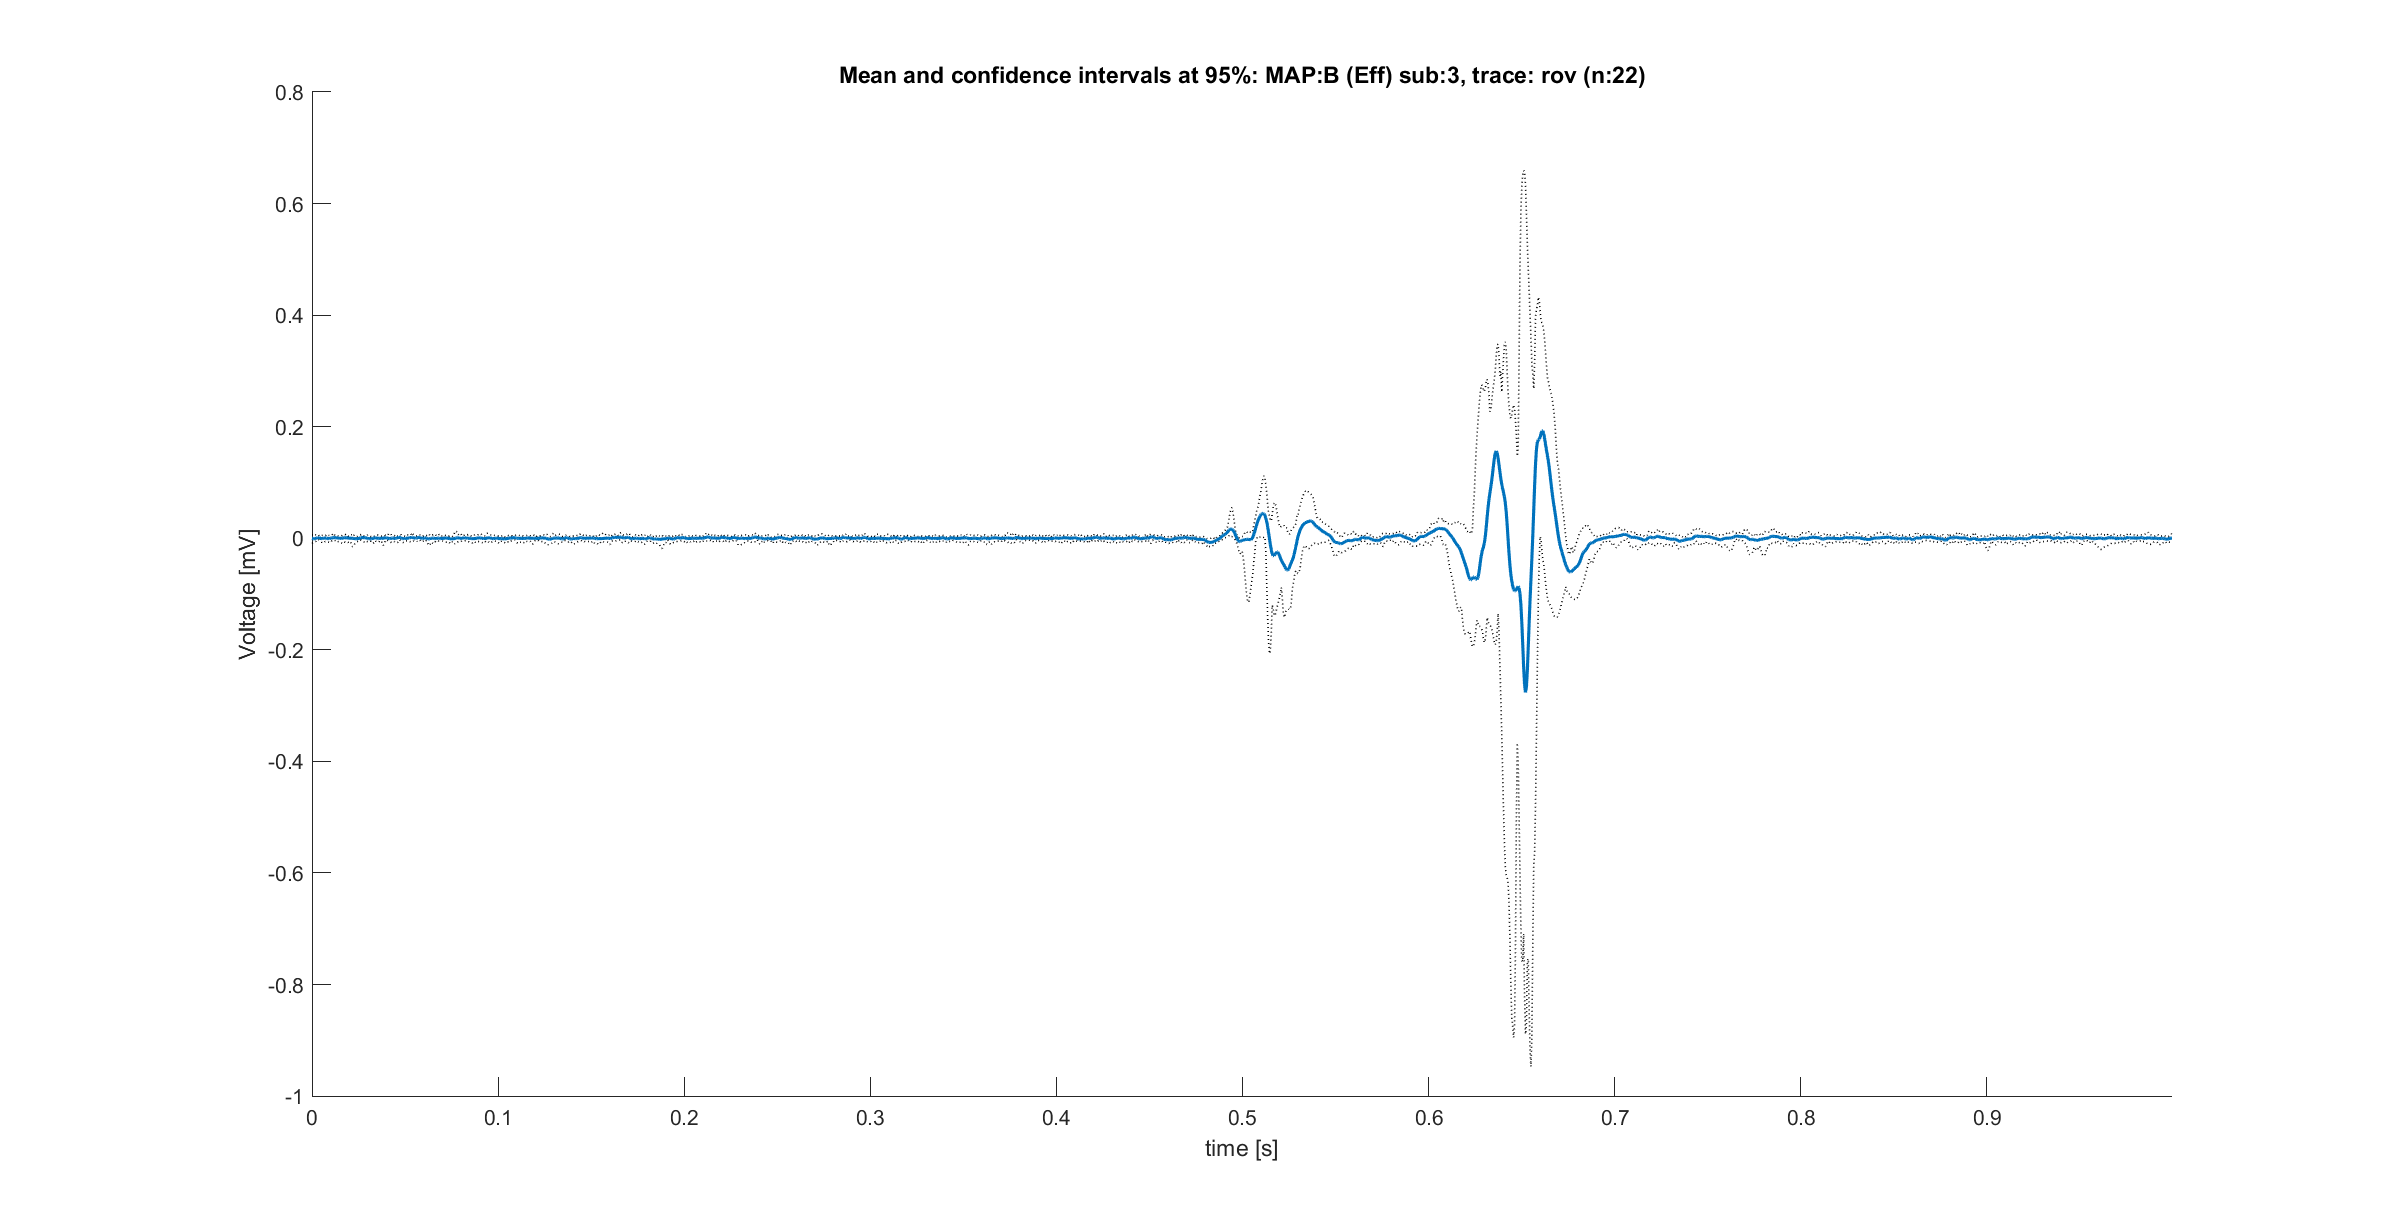 Mean and confidence intervals at 95%: MAP:B (Eff) sub:3, trace: rov (n:22)
0.8
0.6
0.4
0.2
0
-0.2
-0.4
-0.6
-0.8
-1
Voltage [mV]
0 0.1 0.2 0.3 0.4 0.5 0.6 0.7 0.8 0.9
time [s]